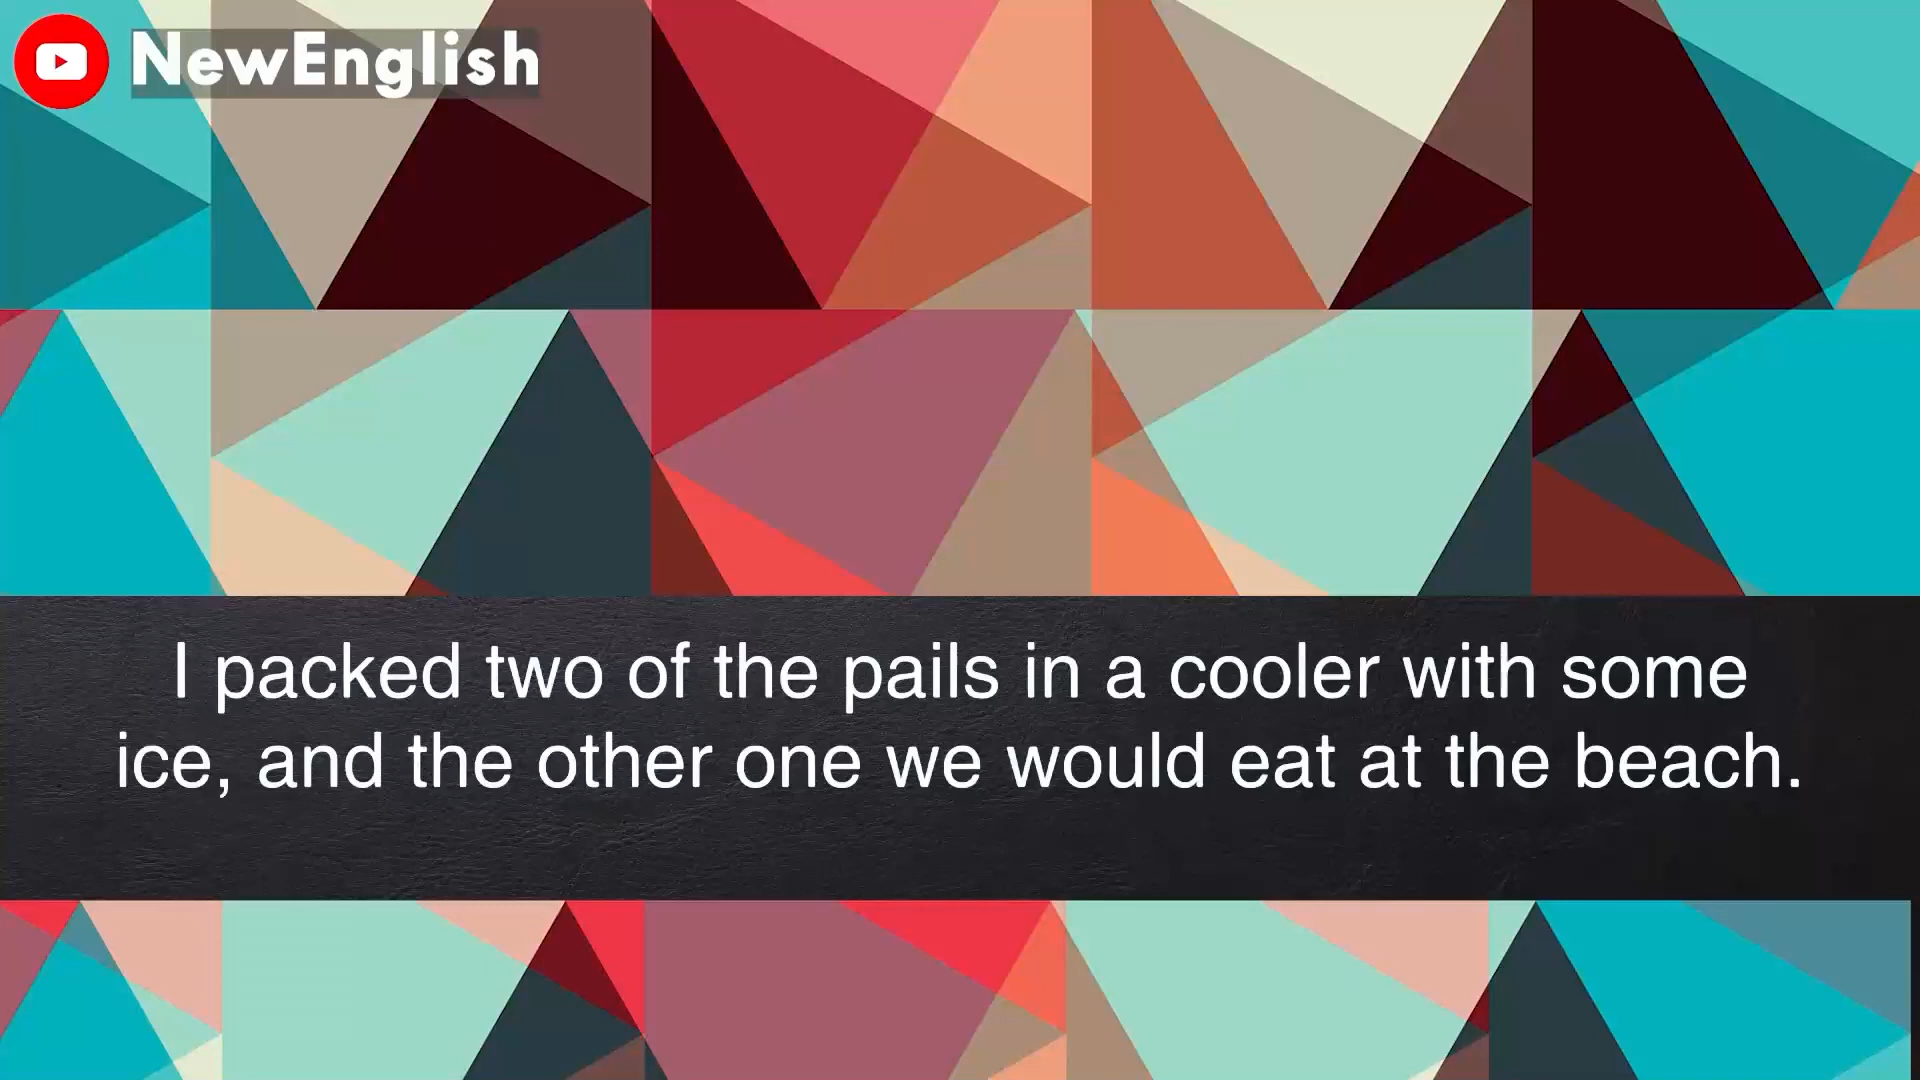 NewEnglish
I packed two of the pails in a cooler with some
ice, and the other one we would eat at the beach.